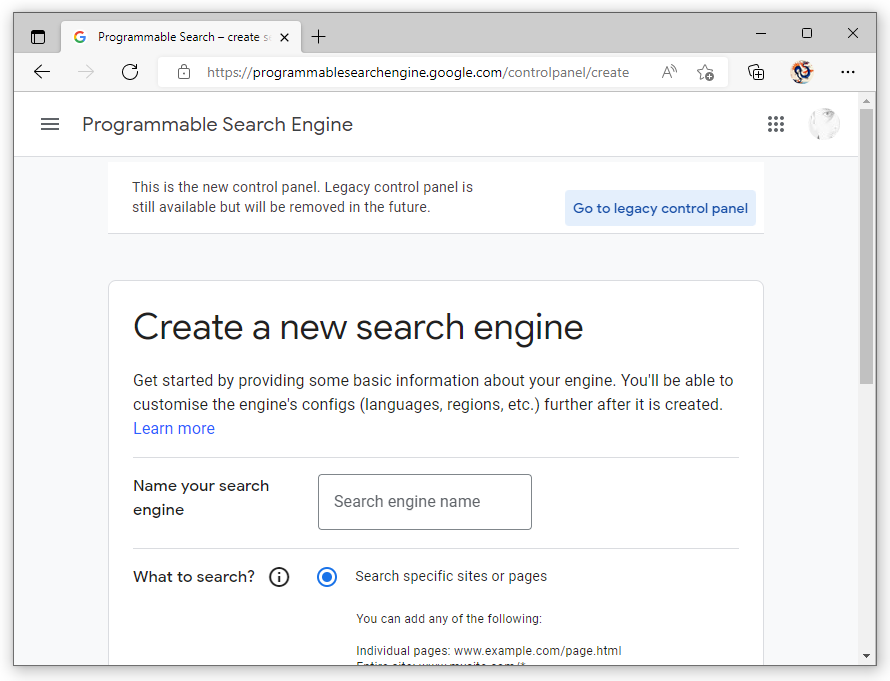 Programmable Search – create s
https://programmablesearchengine.google.com/controlpanel/create
Programmable Search Engine
This is the new control panel. Legacy control panel is
still available but will be removed in the future.
Go to legacy control panel
Create a new search engine
Get started by providing some basic information about your engine. You'll be able to
customise the engine's configs (languages, regions, etc.) further after it is created.
Learn more
Name your search
engine
Search engine name
What to search?
Search specific sites or pages
You can add any of the following:
Individual pages: www.example.com/page.html
Entire site: www.mysite.com/*